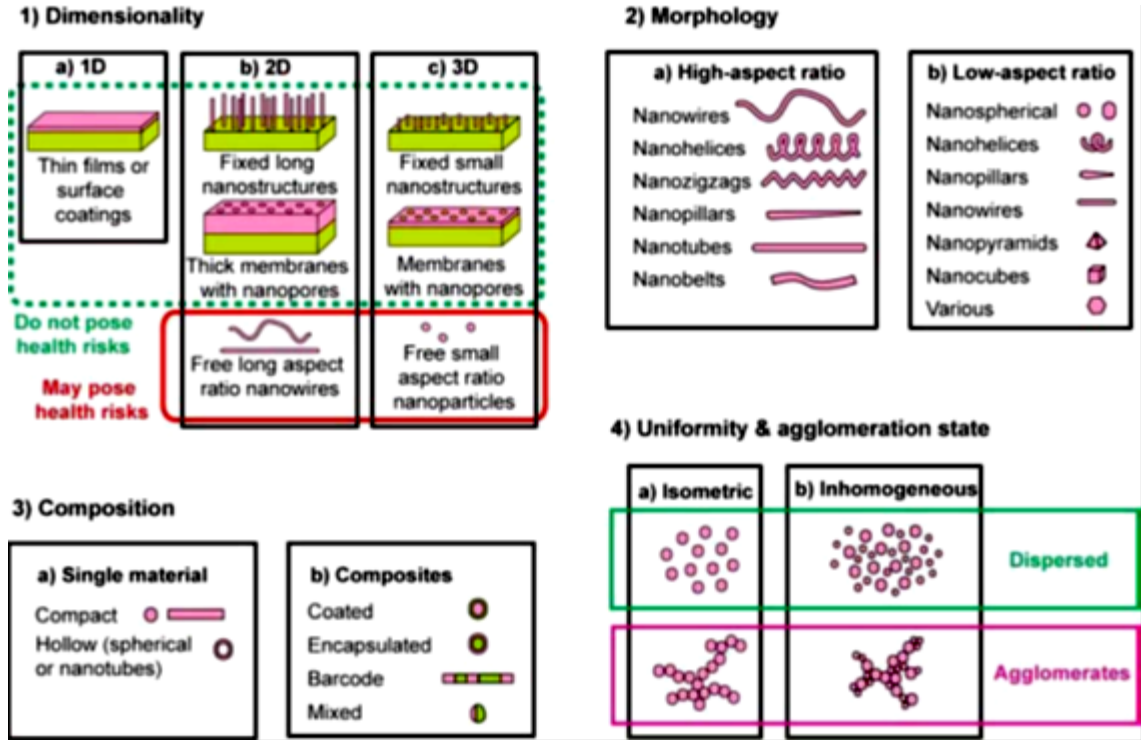 1) Dimensionality
a) 1D
Thin films or
surface
coatings
b) 2D
Fixed long
nanostructures
Thick membranes
with nanopores
Free long aspect
ratio nanowires
c) 3D
Fixed small
nanostructures
Membranes
with nanopores
Free small
aspect ratio
nanoparticles
Do not pose
health risks
May pose
health risks
2) Morphology
a) High-aspect ratio
Nanowires
Nanohelices
Nanozigzags
Nanopillars
Nanotubes
Nanobelts
b) Low-aspect ratio
Nanospherical
Nanohelices
Nanopillars
Nanowires
Nanopyramids
Nanocubes
Various
3) Composition
a) Single material
Compact
Hollow (spherical
or nanotubes)
b) Composites
Coated
Encapsulated
Barcode
Mixed
4) Uniformity & agglomeration state
a) Isometric
b) Inhomogeneous
Dispersed
Agglomerates